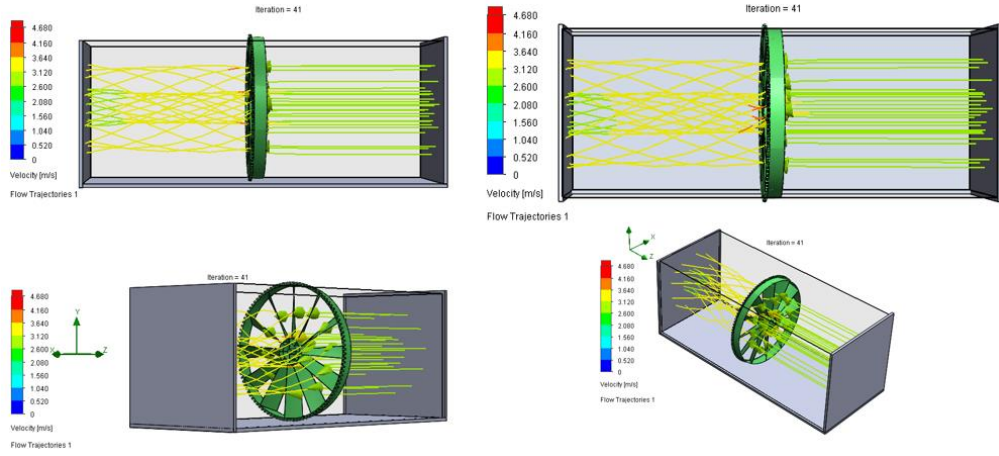 Iteration = 41
4.680
4.160
3.640
3.120
2.600
2.080
1.560
1.040
0.520
0
Velocity [m/s]
Flow Trajectories 1
Iteration = 41
4.680
4.160
3.640
3.120
2.600
2.080
1.560
1.040
0.520
0
Velocity [m/s]
Flow Trajectories 1
Iteration = 41
4.680
4.160
3.640
3.120
2.600
2.080
1.560
1.040
0.520
0
Y
Z
Velocity [m/s]
Flow Trajectories 1
Iteration = 41
X
Z
4.680
4.160
3.640
3.120
2.600
2.080
1.560
1.040
0.520
0
Velocity [m/s]
Flow Trajectories 1